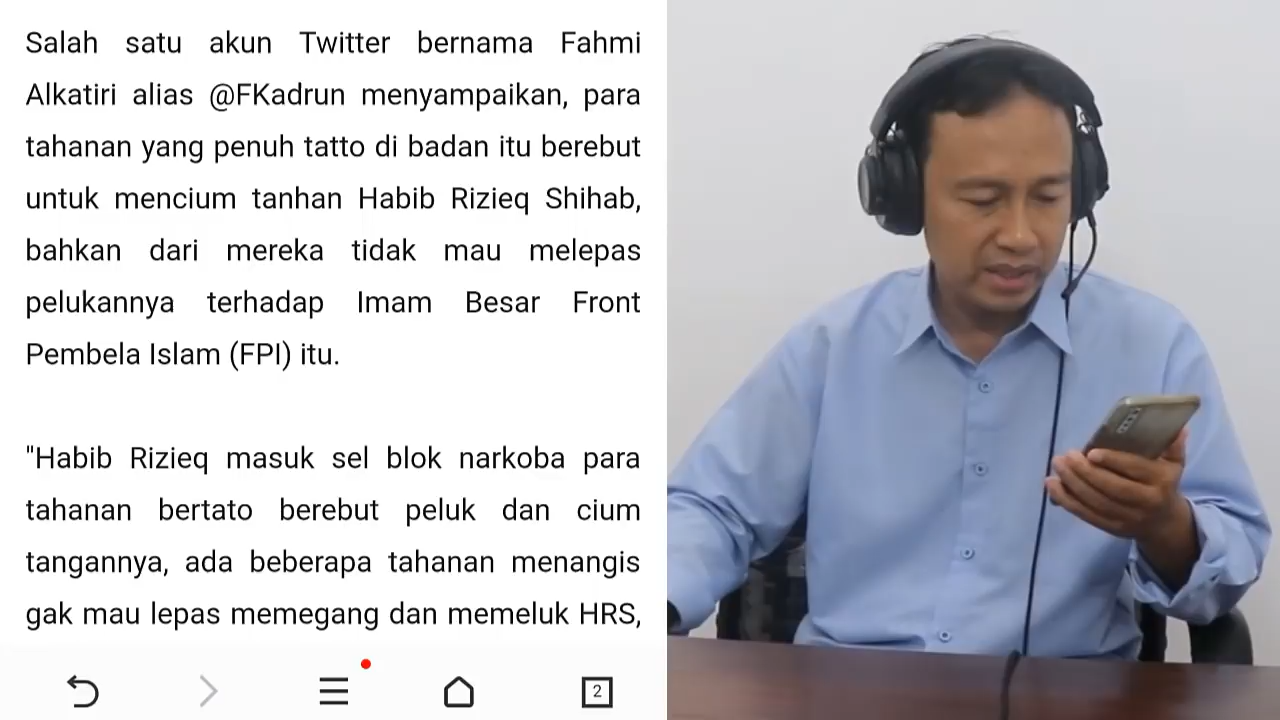 Salah satu akun Twitter bernama Fahmi
Alkatiri alias @FKadrun menyampaikan, para
tahanan yang penuh tatto di badan itu berebut
untuk mencium tanhan Habib Rizieq Shihab,
bahkan dari mereka tidak mau melepas
pelukannya terhadap Imam Besar Front
Pembela Islam (FPI) itu.
"Habib Rizieq masuk sel blok narkoba para
tahanan bertato berebut peluk dan cium
tangannya, ada beberapa tahanan menangis
gak mau lepas memegang dan memeluk HRS,
2